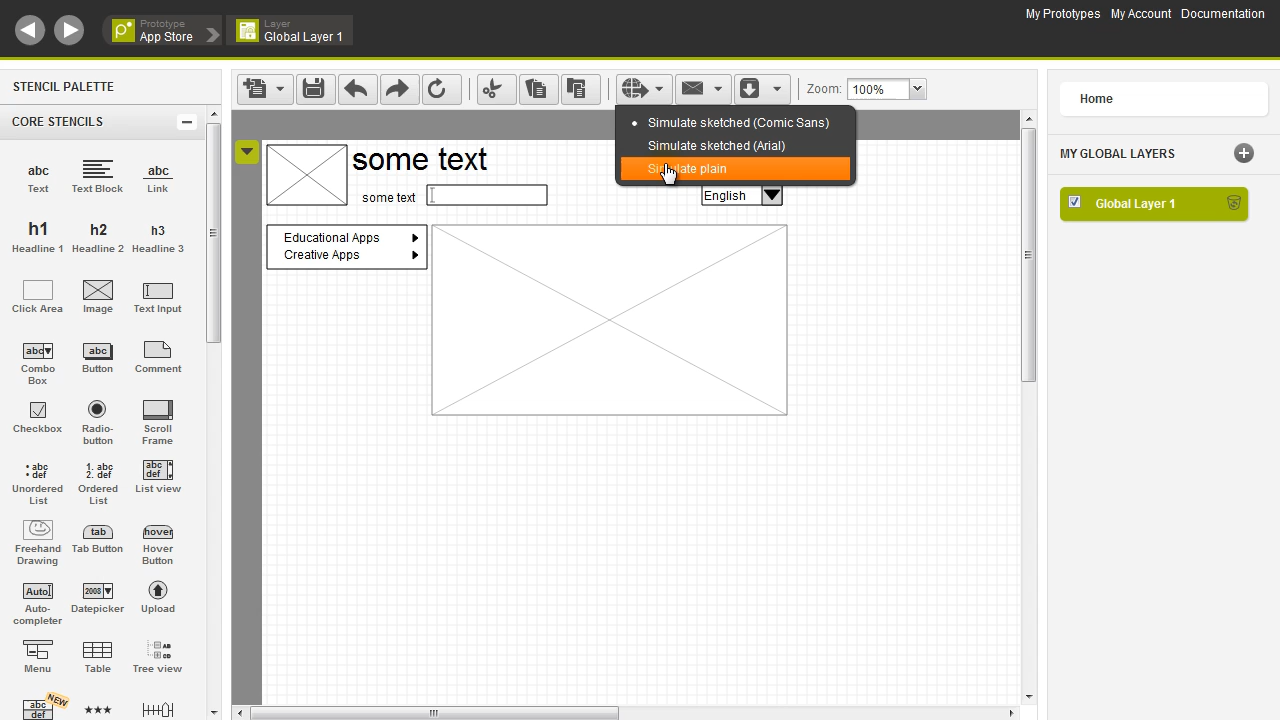 My Prototypes My Account Documentation
Prototype
App Store
Layer
Global Layer 1
STENCIL PALETTE
CORE STENCILS
abc
Text
Text Block
abc
Link
h1
Headline 1
h2
Headline 2
h3
Headline 3
Click Area
Image
Text Input
abc
Combo
Box
abc
Button
Comment
Checkbox
Radio-
button
Scroll
Frame
• abc
• def
Unordered
List
1. abc
2. def
Ordered
List
abc
def
List view
Freehand
Drawing
tab
Tab Button
hover
Hover
Button
Auto
Auto-
completer
2008
Datepicker
Upload
Menu
Table
AB
CD
Tree view
NEW
abc
def
Zoom: 100%
• Simulate sketched (Comic Sans)
Simulate sketched (Arial)
Simulate plain
some text
some text
English
Educational Apps
Creative Apps
Home
MY GLOBAL LAYERS
Global Layer 1